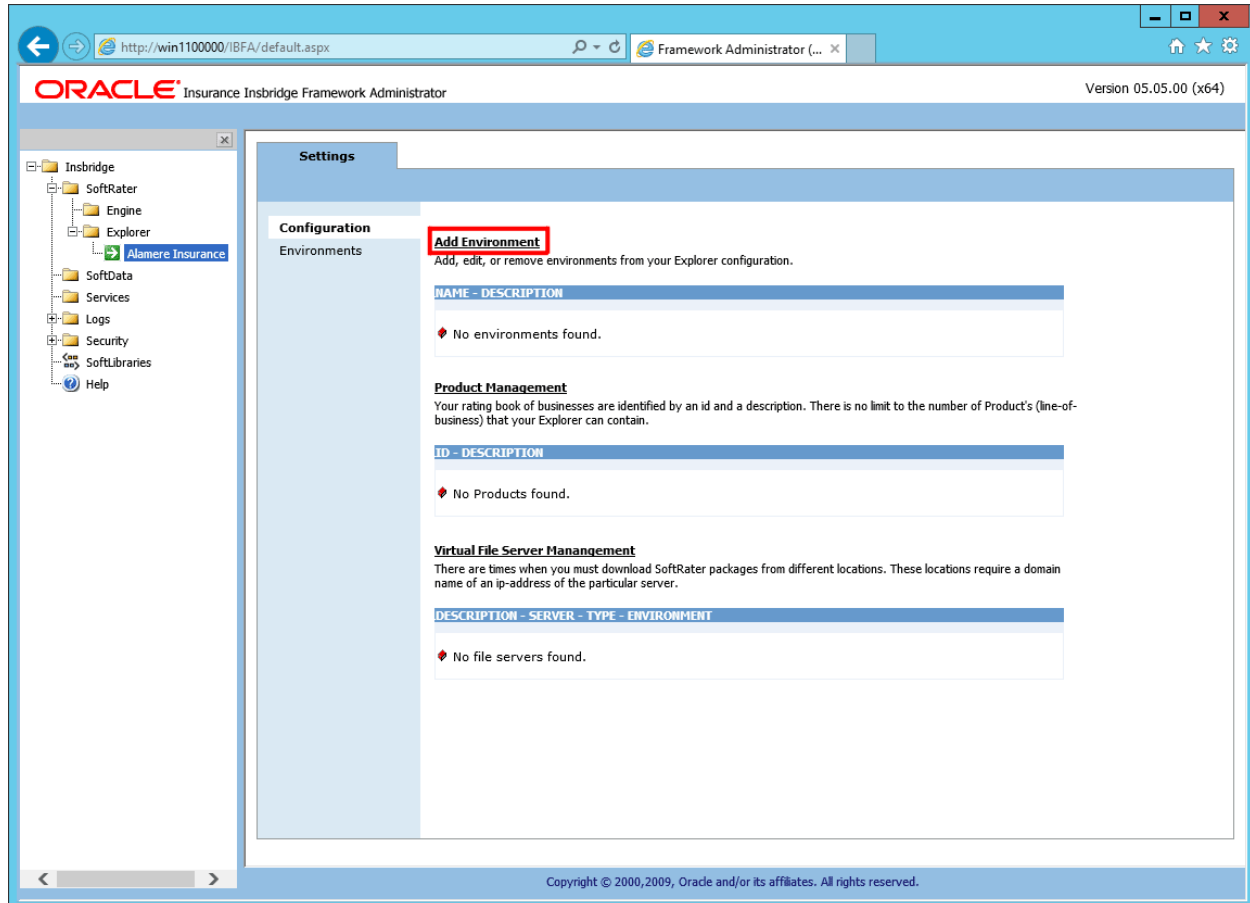 http://win1100000/IBFA/default.aspx
Framework Administrator (...
ORACLE Insurance Insbridge Framework Administrator
Version 05.05.00 (x64)
Insbridge
SoftRater
Engine
Explorer
Alamere Insurance
SoftData
Services
Logs
Security
SoftLibraries
Help
Settings
Configuration
Environments
Add Environment
Add, edit, or remove environments from your Explorer configuration.
NAME - DESCRIPTION
No environments found.
Product Management
Your rating book of businesses are identified by an id and a description. There is no limit to the number of Product's (line-of-
business) that your Explorer can contain.
ID - DESCRIPTION
No Products found.
Virtual File Server Manangement
There are times when you must download SoftRater packages from different locations. These locations require a domain
name of an ip-address of the particular server.
DESCRIPTION - SERVER - TYPE - ENVIRONMENT
No file servers found.
Copyright © 2000,2009, Oracle and/or its affiliates. All rights reserved.